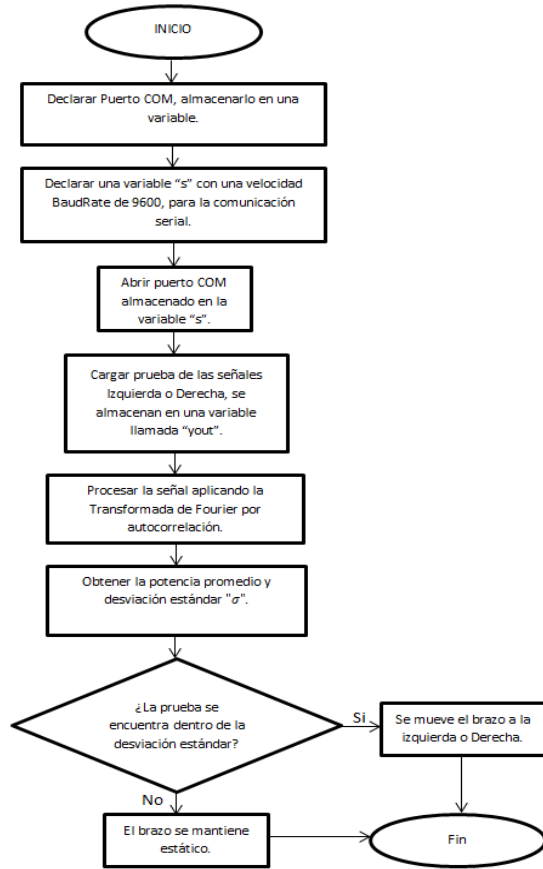 INICIO
Declarar Puerto COM, almacenarlo en una
variable.
Declarar una variable “s” con una velocidad
BaudRate de 9600, para la comunicación
serial.
Abrir puerto COM
almacenado en la
variable “s”.
Cargar prueba de las señales
Izquierda o Derecha, se
almacenan en una variable
llamada “yout”.
Procesar la señal aplicando la
Transformada de Fourier por
autocorrelación.
Obtener la potencia promedio y
desviación estándar "σ".
¿La prueba se
encuentra dentro de la
desviación estándar?
Si
Se mueve el brazo a la
izquierda o Derecha.
No
El brazo se mantiene
estático.
Fin